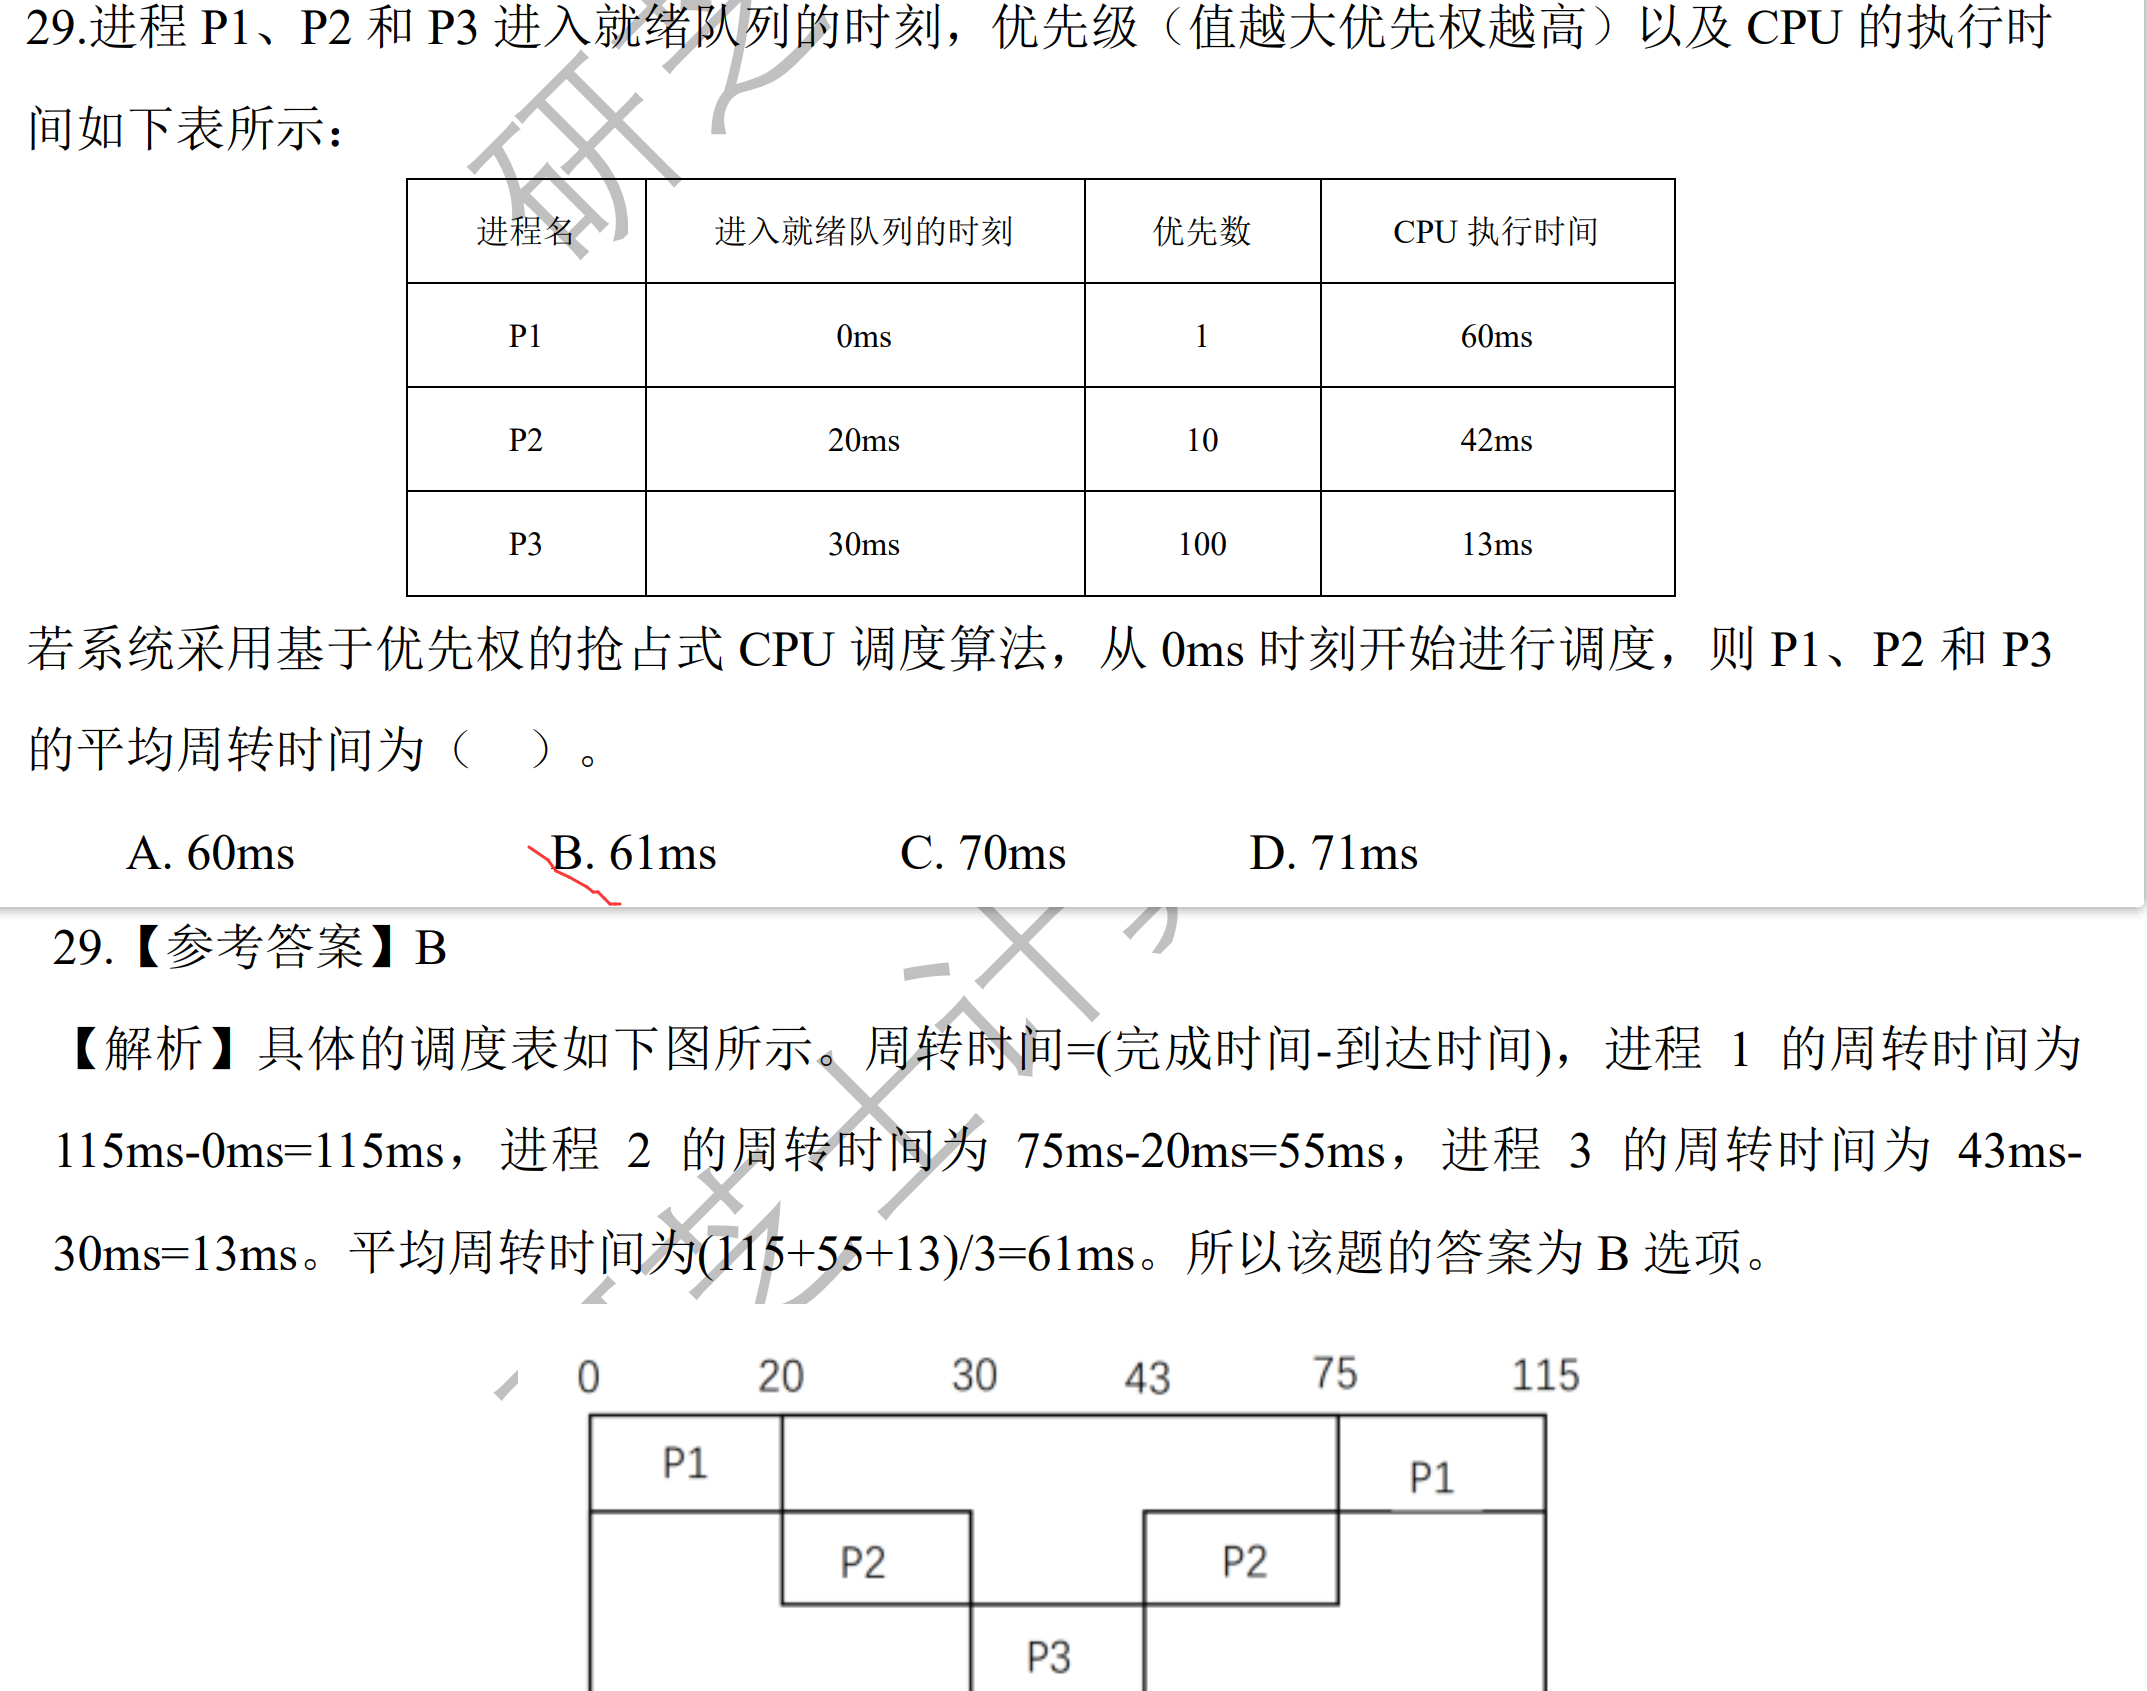 29.进程 P1、P2 和 P3 进入就绪队列的时刻，优先级（值越大优先权越高）以及 CPU 的执行时
间如下表所示：
进程名 进入就绪队列的时刻 优先数 CPU 执行时间
P1 0ms 1 60ms
P2 20ms 10 42ms
P3 30ms 100 13ms
若系统采用基于优先权的抢占式 CPU 调度算法，从 0ms 时刻开始进行调度，则 P1、P2 和 P3
的平均周转时间为（ ）。
A. 60ms B. 61ms C. 70ms D. 71ms
29.【参考答案】B
【解析】具体的调度表如下图所示。周转时间=(完成时间-到达时间)，进程 1 的周转时间为
115ms-0ms=115ms，进程 2 的周转时间为 75ms-20ms=55ms，进程 3 的周转时间为 43ms-
30ms=13ms。平均周转时间为(115+55+13)/3=61ms。所以该题的答案为 B 选项。
0 20 30 43 75 115
P1 P1
P2 P2
P3